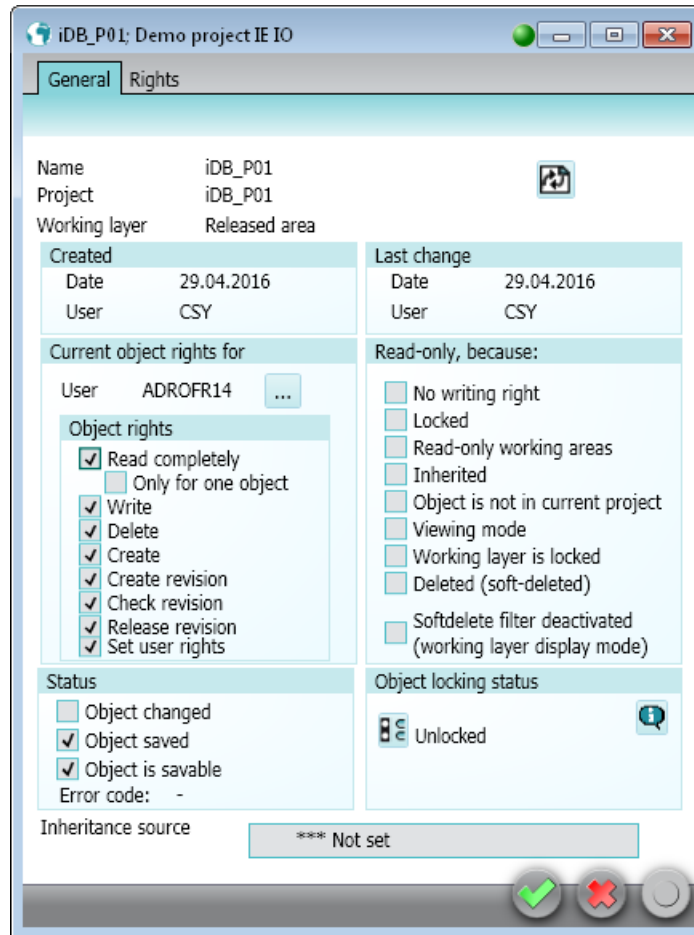 iDB_P01; Demo project IE IO
General Rights
Name iDB_P01
Project iDB_P01
Working layer Released area
Created
Date 29.04.2016
User CSY
Last change
Date 29.04.2016
User CSY
Current object rights for
User ADROFR14 ...
Object rights
Read completely
Only for one object
Write
Delete
Create
Create revision
Check revision
Release revision
Set user rights
Read-only, because:
No writing right
Locked
Read-only working areas
Inherited
Object is not in current project
Viewing mode
Working layer is locked
Deleted (soft-deleted)
Softdelete filter deactivated
(working layer display mode)
Status
Object changed
Object saved
Object is savable
Error code: -
Object locking status
Unlocked
Inheritance source *** Not set